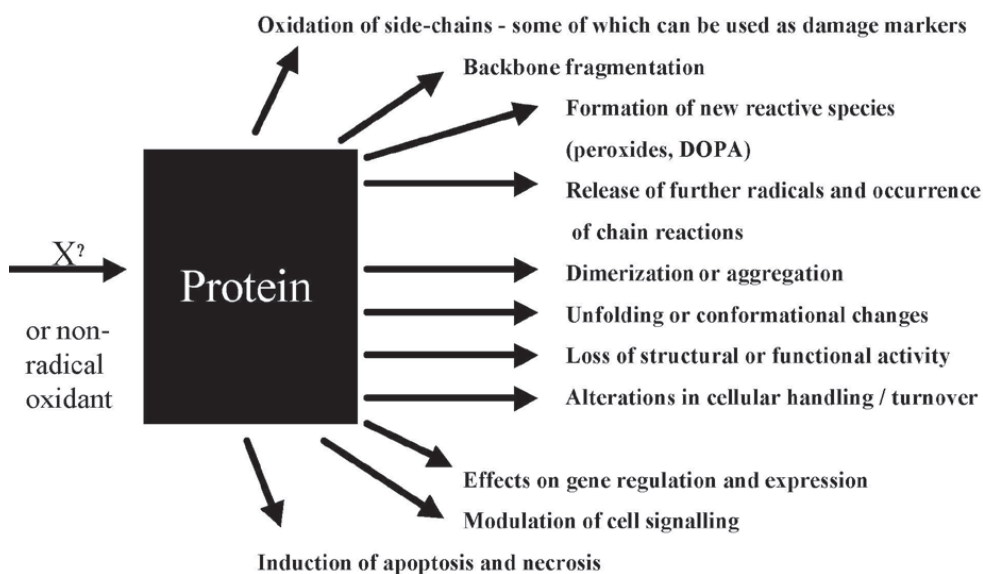 Oxidation of side-chains - some of which can be used as damage markers
Backbone fragmentation
Formation of new reactive species
(peroxides, DOPA)
Release of further radicals and occurrence
of chain reactions
X?
Protein
Dimerization or aggregation
or non-
radical
oxidant
Unfolding or conformational changes
Loss of structural or functional activity
Alterations in cellular handling / turnover
Effects on gene regulation and expression
Modulation of cell signalling
Induction of apoptosis and necrosis